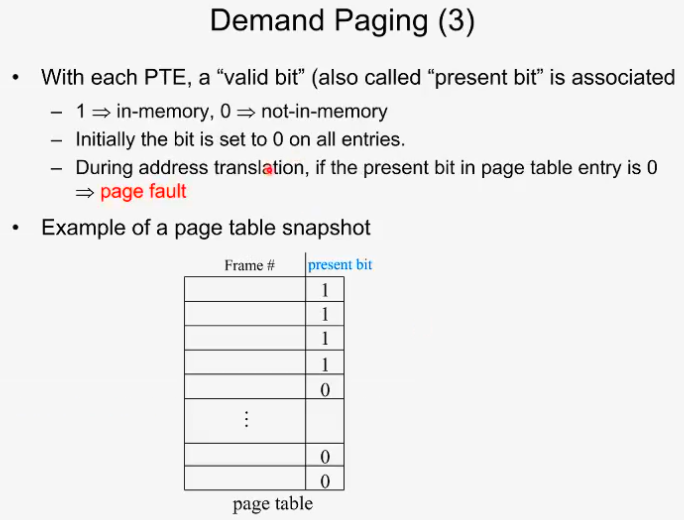 Demand Paging (3)
• With each PTE, a “valid bit” (also called “present bit” is associated
– 1 ⇒ in-memory, 0 ⇒ not-in-memory
– Initially the bit is set to 0 on all entries.
– During address translation, if the present bit in page table entry is 0
⇒ page fault
• Example of a page table snapshot
Frame # present bit
1
1
1
1
0
⋮
0
0
page table